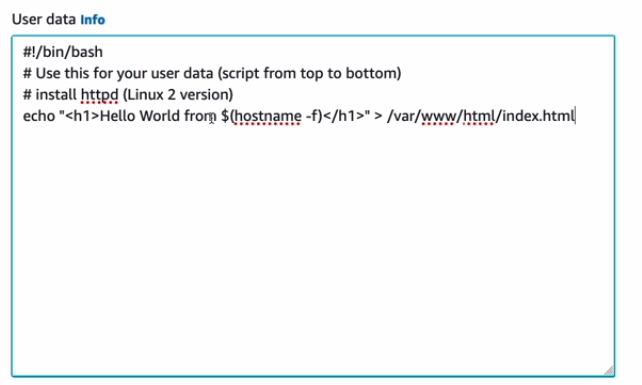 User data Info
#!/bin/bash
# Use this for your user data (script from top to bottom)
# install httpd (Linux 2 version)
echo "<h1>Hello World from $(hostname -f)</h1>" > /var/www/html/index.html